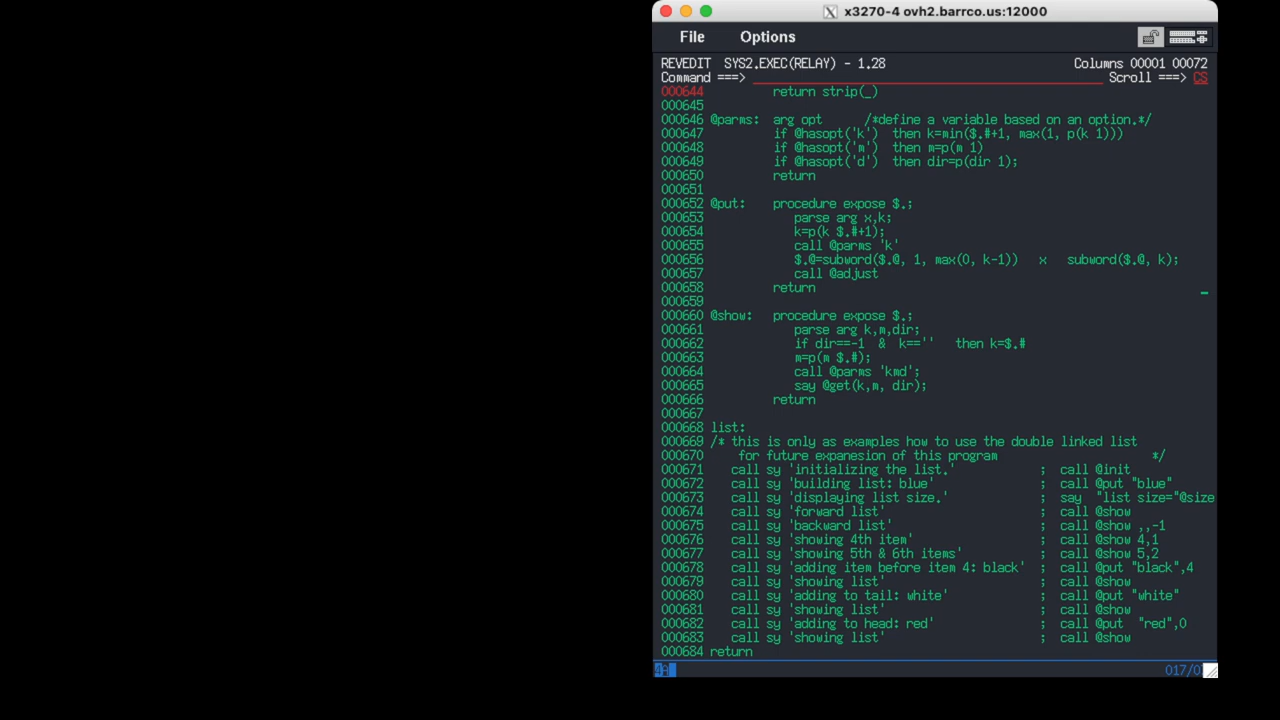 x3270-4 ovh2.barrco.us:12000
File Options
REVEDIT SYS2.EXEC(RELAY) - 1.28 Columns 00001 00072
Command ===> Scroll ===> CS
000644 return strip(_)
000645
000646 @parms: arg opt /*define a variable based on an option.*/
000647 if @hasopt('k') then k=min($.#+1, max(1, p(k 1)))
000648 if @hasopt('m') then m=p(m 1)
000649 if @hasopt('d') then dir=p(dir 1);
000650 return
000651
000652 @put: procedure expose $.;
000653 parse arg x,k;
000654 k=p(k $.#+1);
000655 call @parms 'k'
000656 $.@=subword($.@, 1, max(0, k-1)) x subword($.@, k);
000657 call @adjust
000658 return
000659
000660 @show: procedure expose $.;
000661 parse arg k,m,dir;
000662 if dir==-1 & k=='' then k=$.#
000663 m=p(m $.#);
000664 call @parms 'kmd';
000665 say @get(k,m, dir);
000666 return
000667
000668 list:
000669 /* this is only as examples how to use the double linked list
000670 for future expanesion of this program */
000671 call sy 'initializing the list.' ; call @init
000672 call sy 'building list: blue' ; call @put "blue"
000673 call sy 'displaying list size.' ; say "list size="@size
000674 call sy 'forward list' ; call @show
000675 call sy 'backward list' ; call @show ,,-1
000676 call sy 'showing 4th item' ; call @show 4,1
000677 call sy 'showing 5th & 6th items' ; call @show 5,2
000678 call sy 'adding item before item 4: black' ; call @put "black",4
000679 call sy 'showing list' ; call @show
000680 call sy 'adding to tail: white' ; call @put "white"
000681 call sy 'showing list' ; call @show
000682 call sy 'adding to head: red' ; call @put "red",0
000683 call sy 'showing list' ; call @show
000684 return
4A 017/0